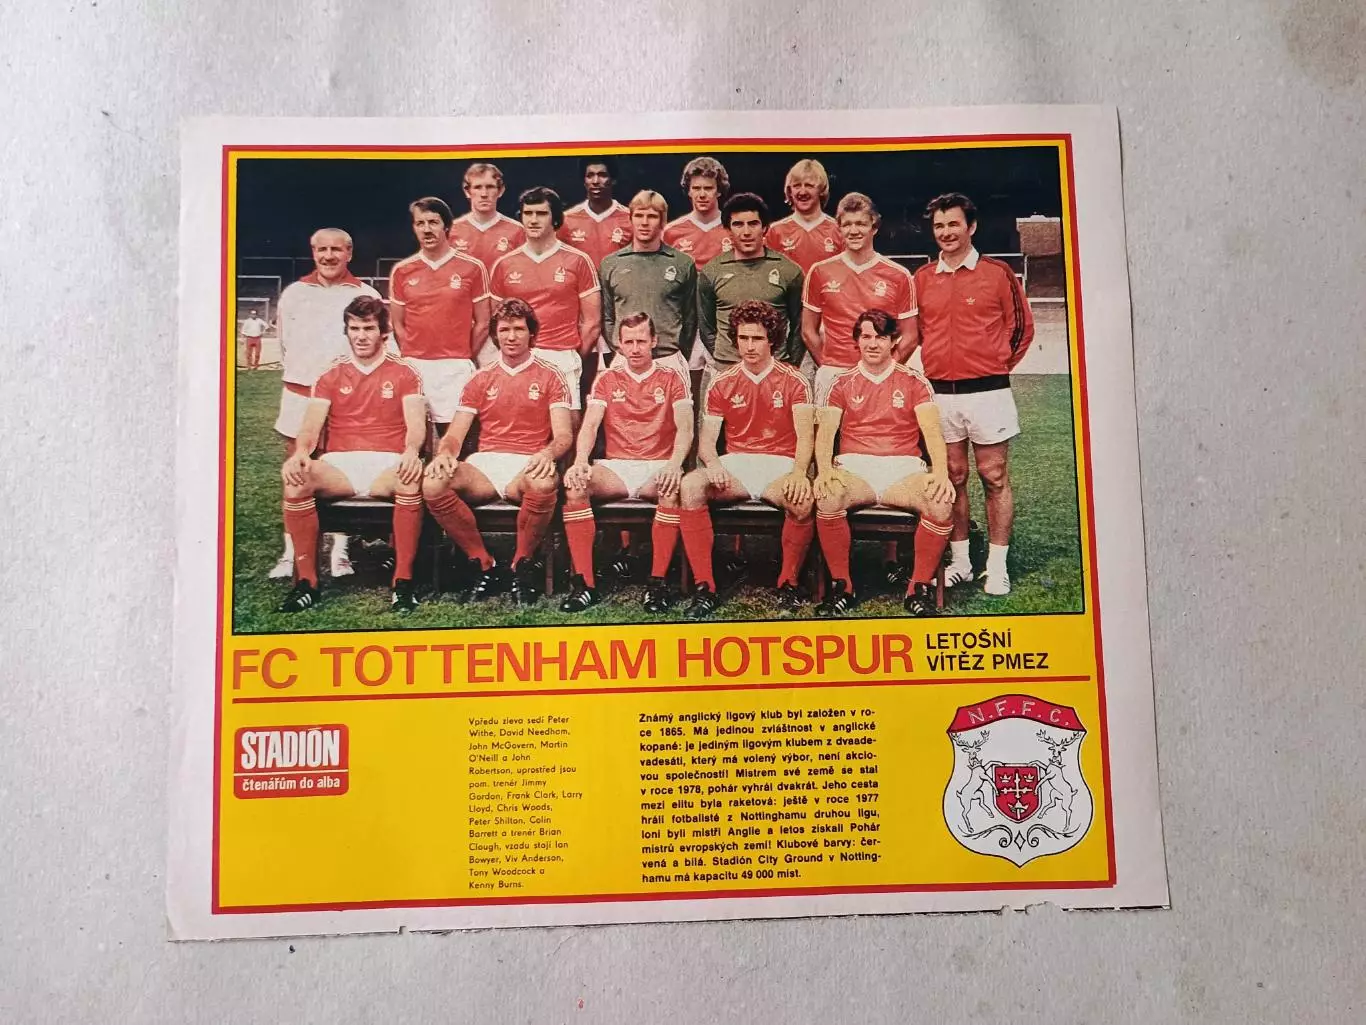 FC TOTTENHAM HOTSPUR
LETOŠNÍ
VÍTĚZ PMEZ
STADIÓN
čtenářům do alba
Vpředu zleva sedí Peter
Withe, David Needham,
John McGovern, Martin
O'Neill a John
Robertson, uprostřed jsou
pom. trenér Jimmy
Gordon, Frank Clark, Larry
Lloyd, Chris Woods,
Peter Shilton, Colin
Barrett a trenér Brian
Clough, vzadu stojí Ian
Bowyer, Viv Anderson,
Tony Woodcock a
Kenny Burns.
Známý anglický ligový klub byl založen v ro-
ce 1865. Má jedinou zvláštnost v anglické
kopané: je jediným ligovým klubem z dvaade-
vadesáti, který má volený výbor, není akcio-
vou společností! Mistrem své země se stal
v roce 1978, pohár vyhrál dvakrát. Jeho cesta
mezi elitu byla raketová: ještě v roce 1977
hráli fotbalisté z Nottinghamu druhou ligu,
loni byli mistři Anglie a letos získali Pohár
mistrů evropských zemí! Klubové barvy: čer-
vená a bílá. Stadión City Ground v Notting-
hamu má kapacitu 49 000 míst.
N.F.F.C.